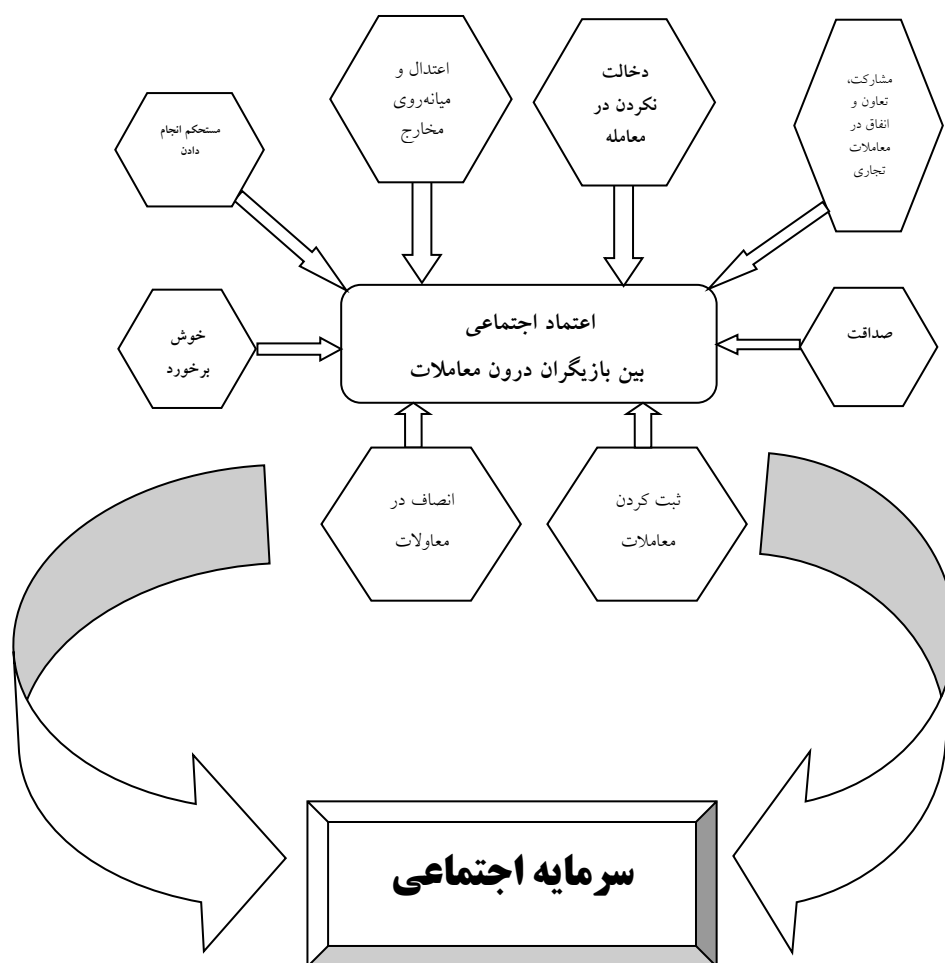 مشارکت،
تعاون و
انفاق در
معاملات
تجاری
دخالت
نکردن در
معامله
اعتدال و
میانه‌روی
مخارج
مستحکم انجام
دادن
صداقت
اعتماد اجتماعی
بین بازیگران درون معاملات
خوش
برخورد
ثبت کردن
معاملات
انصاف در
معاولات
سرمایه اجتماعی